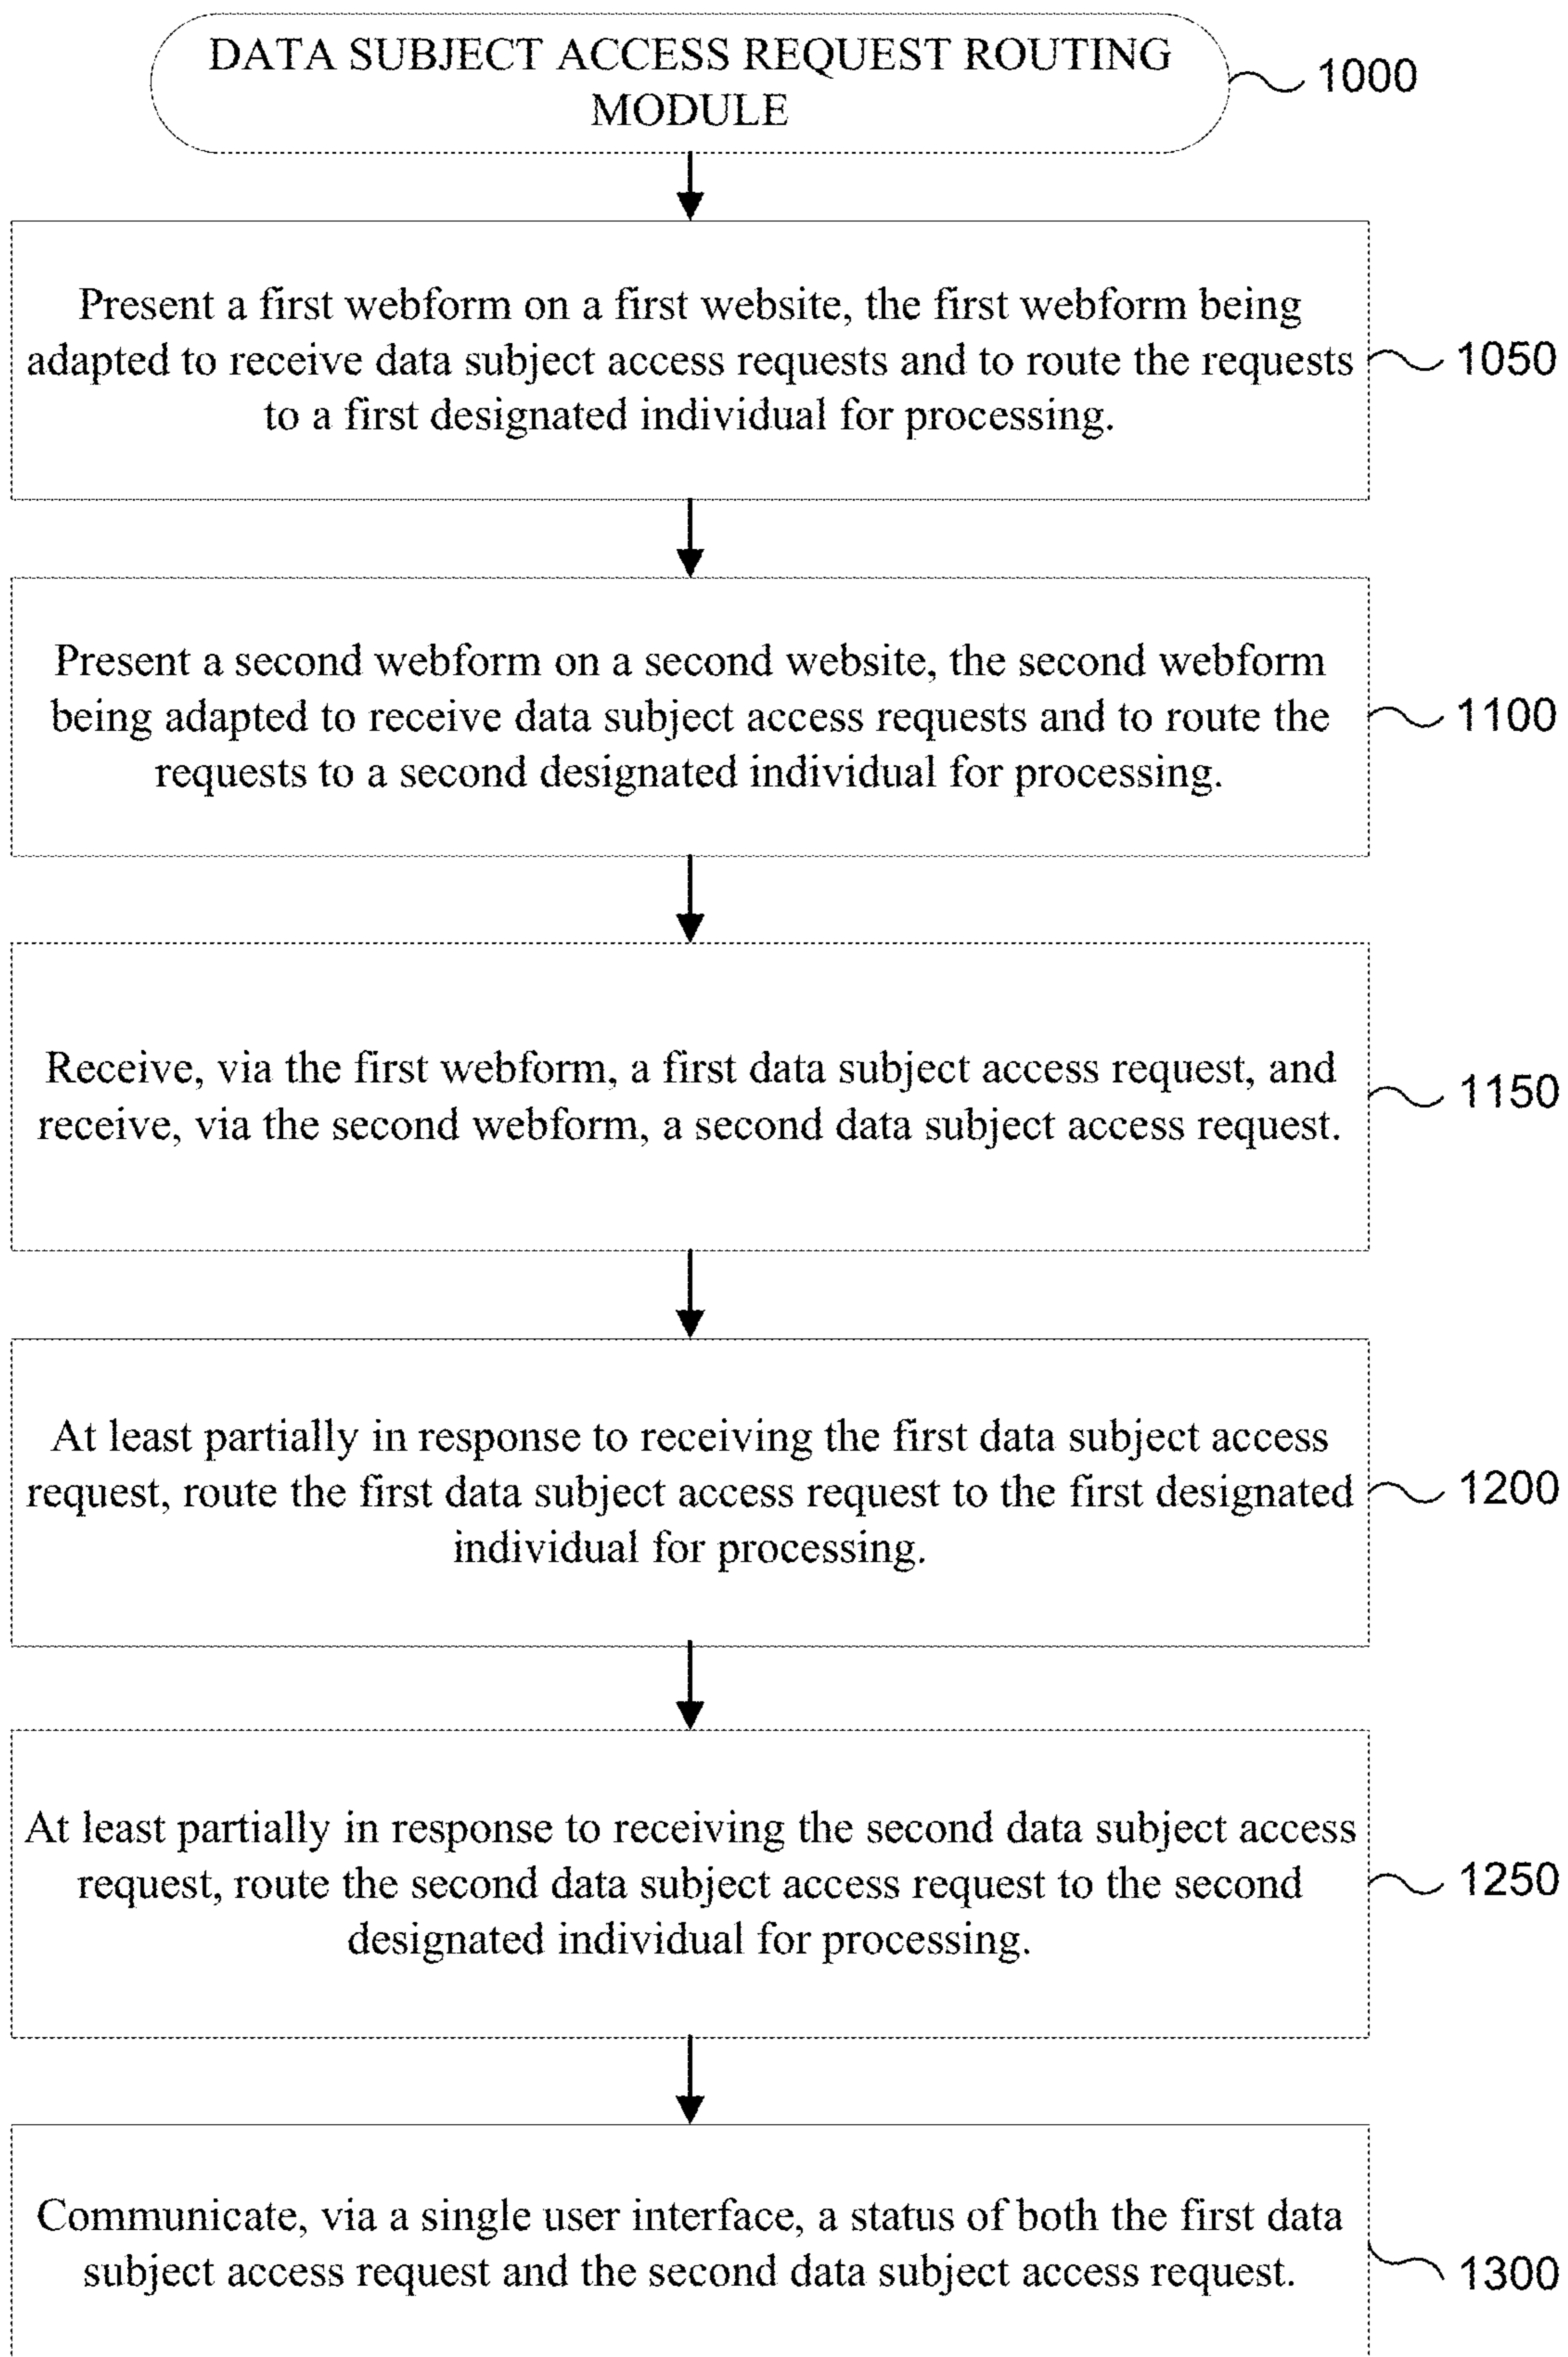 DATA SUBJECT ACCESS REQUEST ROUTING
MODULE
1000
Present a first webform on a first website, the first webform being
adapted to receive data subject access requests and to route the requests
to a first designated individual for processing.
1050
Present a second webform on a second website, the second webform
being adapted to receive data subject access requests and to route the
requests to a second designated individual for processing.
1100
Receive, via the first webform, a first data subject access request, and
receive, via the second webform, a second data subject access request.
1150
At least partially in response to receiving the first data subject access
request, route the first data subject access request to the first designated
individual for processing.
1200
At least partially in response to receiving the second data subject access
request, route the second data subject access request to the second
designated individual for processing.
1250
Communicate, via a single user interface, a status of both the first data
subject access request and the second data subject access request.
1300